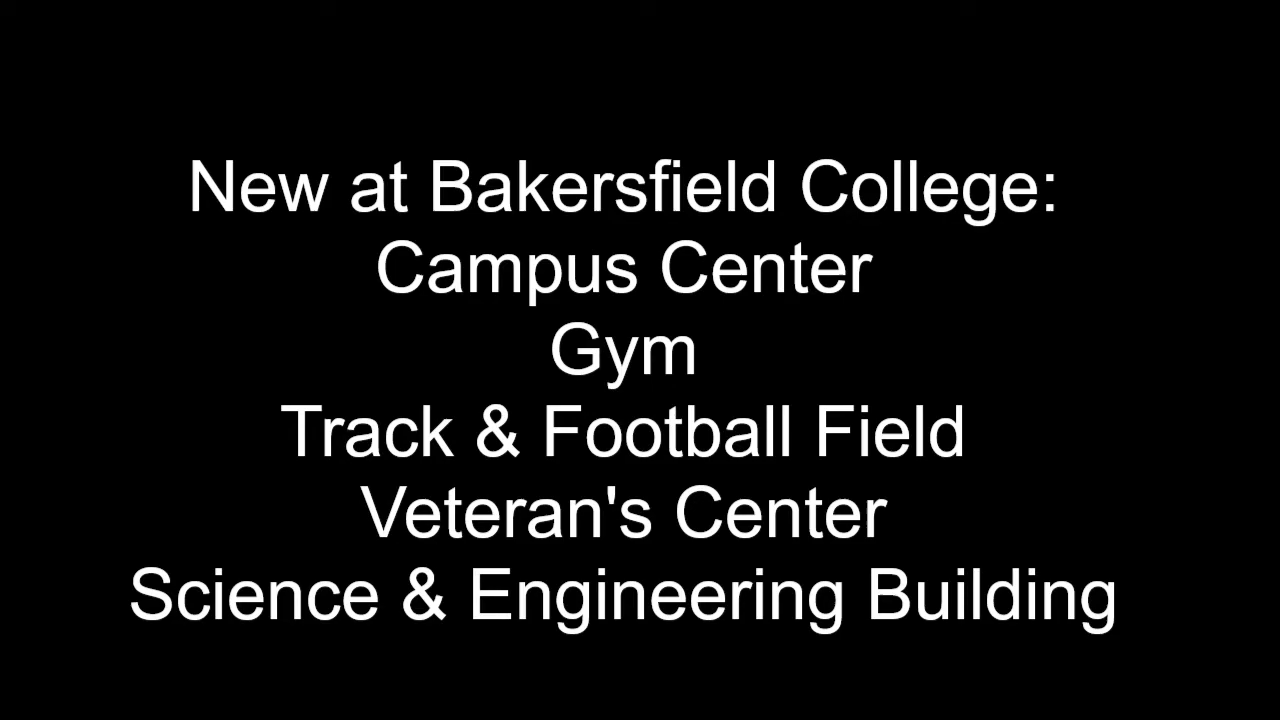 New at Bakersfield College:
Campus Center
Gym
Track & Football Field
Veteran's Center
Science & Engineering Building